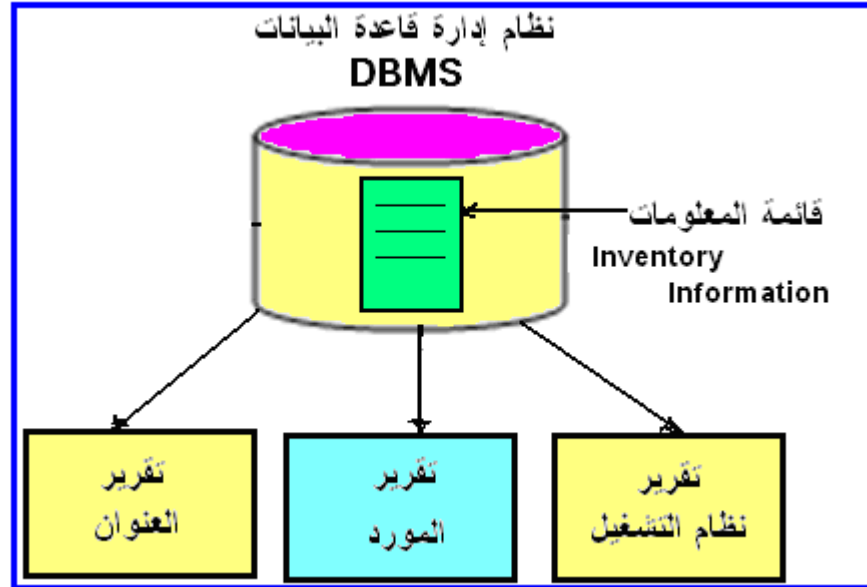 نظام إدارة قاعدة البيانات
DBMS
قائمة المعلومات
Inventory
Information
تقرير
نظام التشغيل
تقرير
المورد
تقرير
العنوان